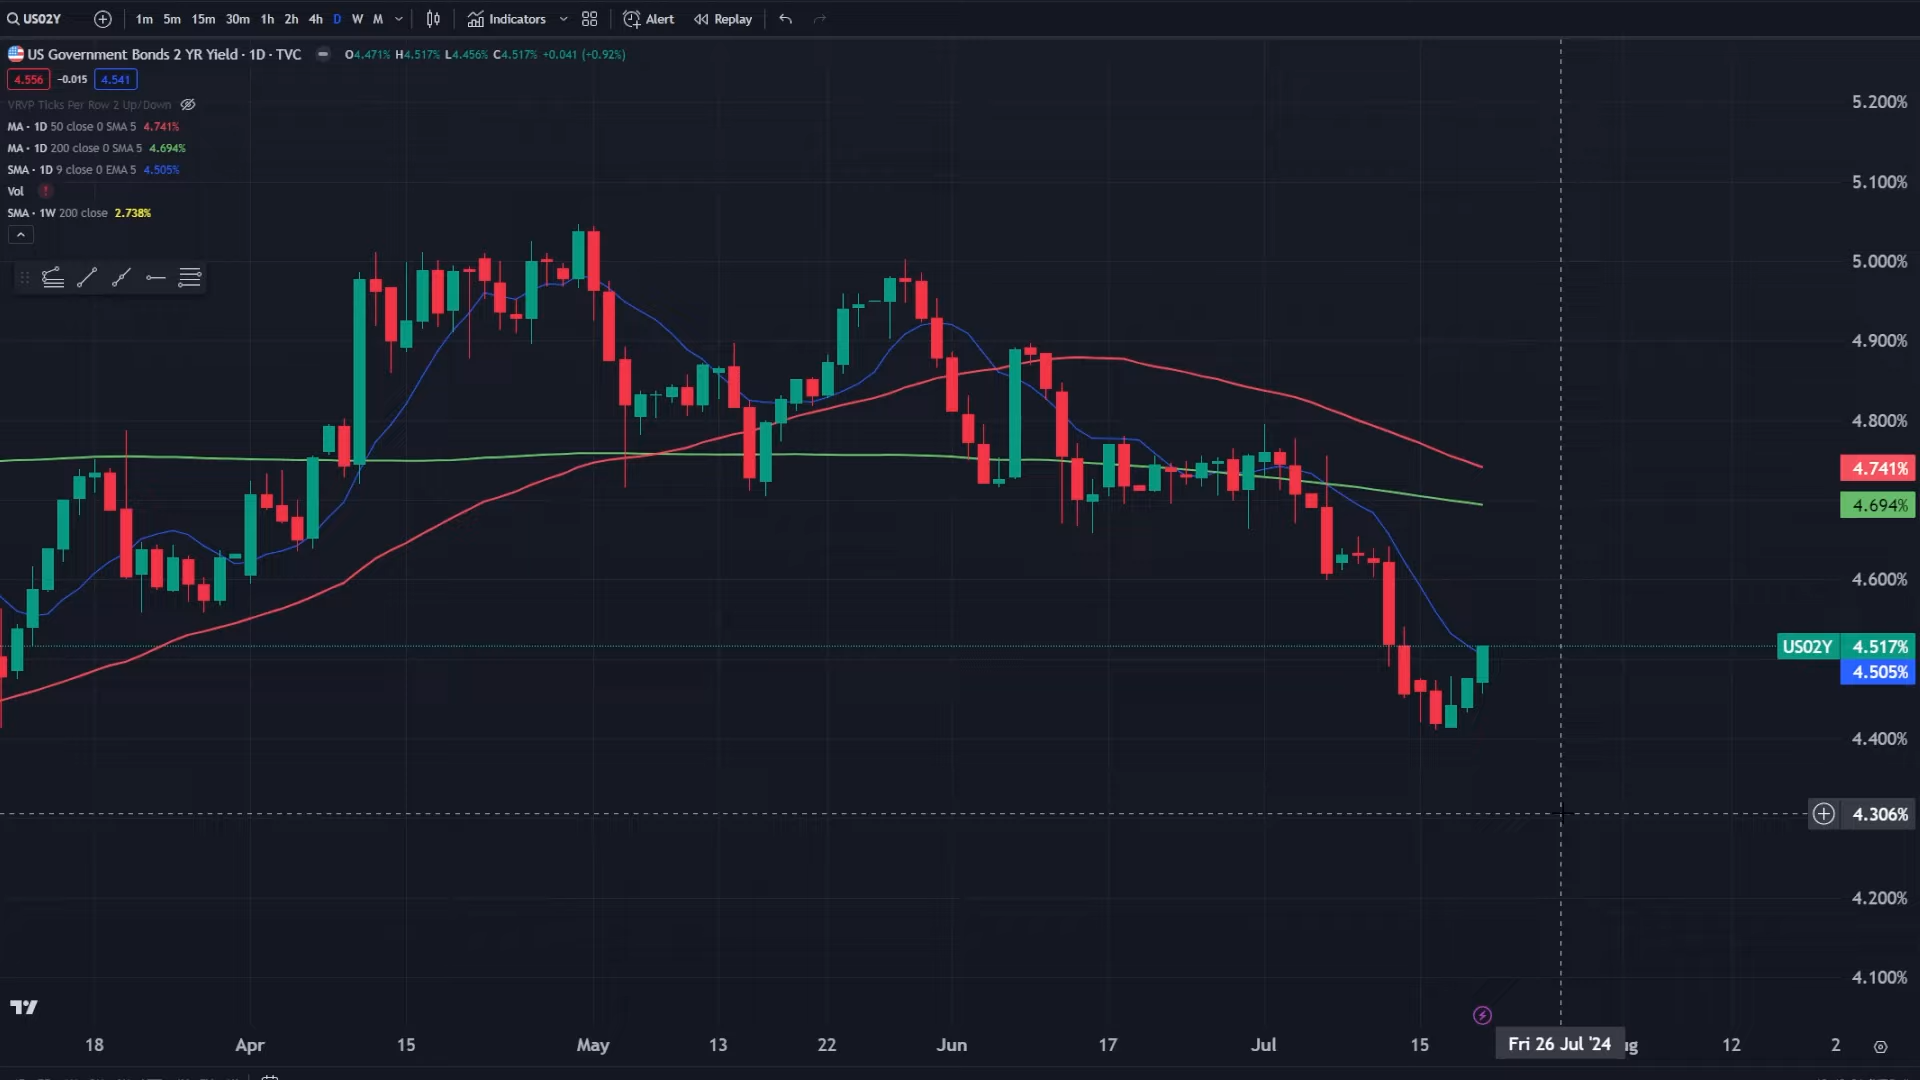 US02Y 1m 5m 15m 30m 1h 2h 4h D W M Indicators Alert Replay
US Government Bonds 2 YR Yield · 1D · TVC O4.471% H4.517% L4.456% C4.517% +0.041 (+0.92%)
4.556 -0.015 4.541
VRVP Ticks Per Row 2 Up/Down
MA · 1D 50 close 0 SMA 5 4.741%
MA · 1D 200 close 0 SMA 5 4.694%
SMA · 1D 9 close 0 EMA 5 4.505%
Vol !
SMA · 1W 200 close 2.738%
5.200%
5.100%
5.000%
4.900%
4.800%
4.741%
4.694%
4.600%
US02Y 4.517%
4.505%
4.400%
4.306%
4.200%
4.100%
18 Apr 15 May 13 22 Jun 17 Jul 15 Fri 26 Jul '24 ug 12 2